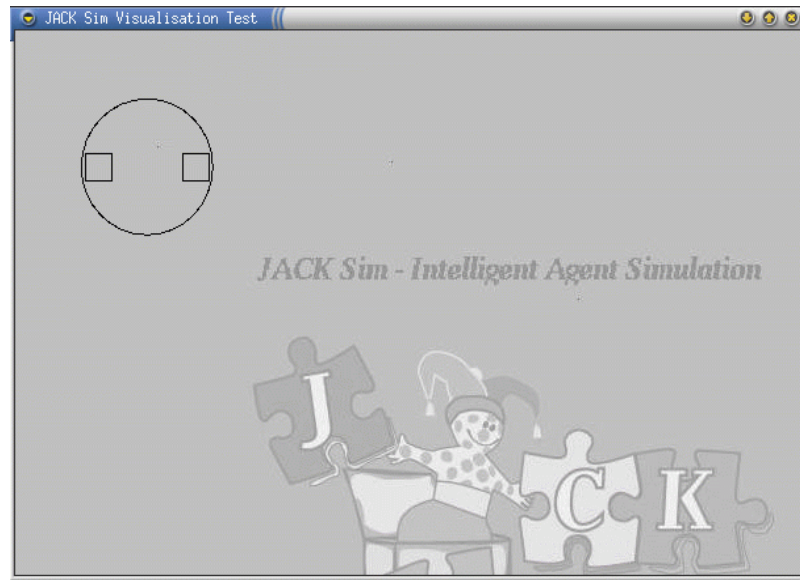 JACK Sim Visualisation Test
JACK Sim - Intelligent Agent Simulation
J
C K